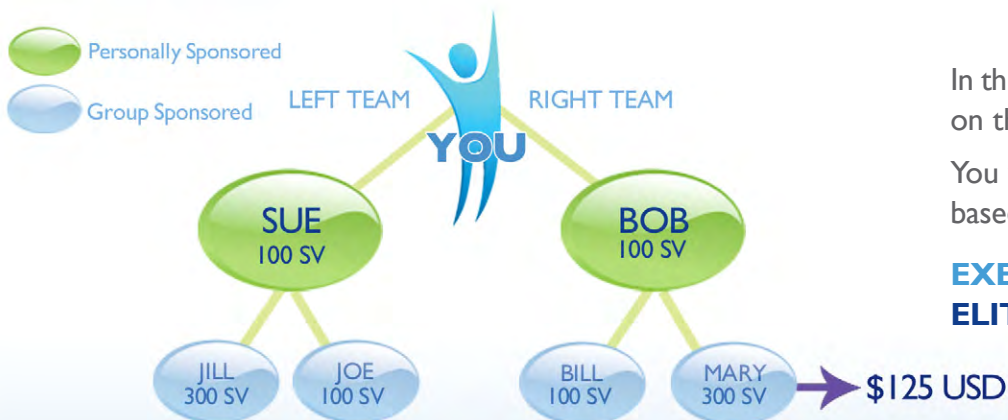 Personally Sponsored
Group Sponsored
LEFT TEAM
RIGHT TEAM
YOU
SUE
100 SV
BOB
100 SV
JILL
300 SV
JOE
100 SV
BILL
100 SV
MARY
300 SV
$125 USD
In th
on th
You
base
EXE
ELIT